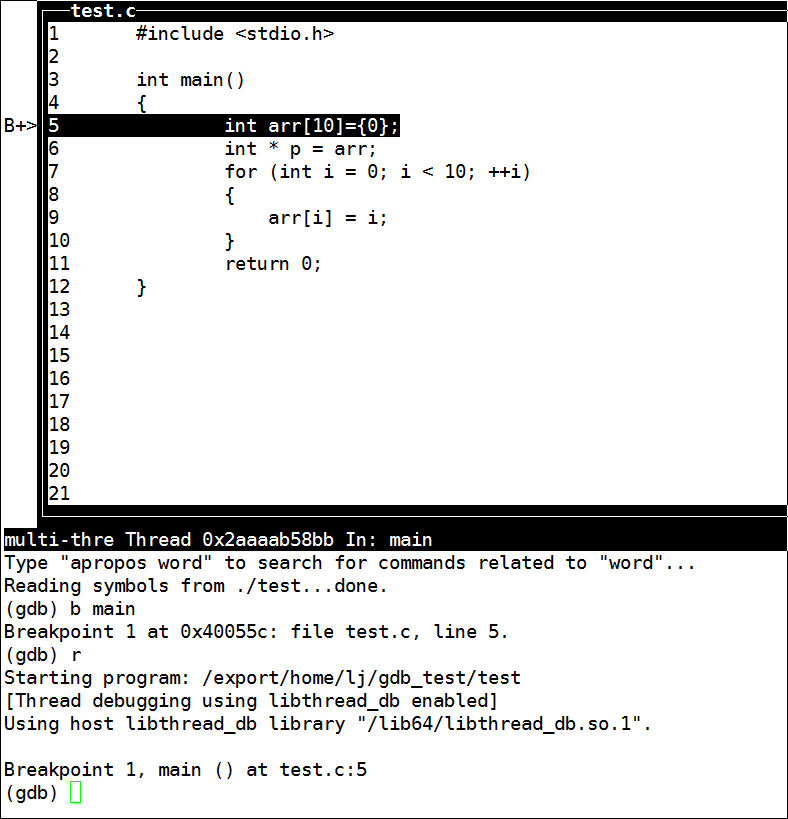 test.c
1 #include <stdio.h>
2
3 int main()
4 {
B+> 5 int arr[10]={0};
6 int * p = arr;
7 for (int i = 0; i < 10; ++i)
8 {
9 arr[i] = i;
10 }
11 return 0;
12 }
13
14
15
16
17
18
19
20
21
multi-thre Thread 0x2aaaab58bb In: main
Type "apropos word" to search for commands related to "word"...
Reading symbols from ./test...done.
(gdb) b main
Breakpoint 1 at 0x40055c: file test.c, line 5.
(gdb) r
Starting program: /export/home/lj/gdb_test/test
[Thread debugging using libthread_db enabled]
Using host libthread_db library "/lib64/libthread_db.so.1".
Breakpoint 1, main () at test.c:5
(gdb)